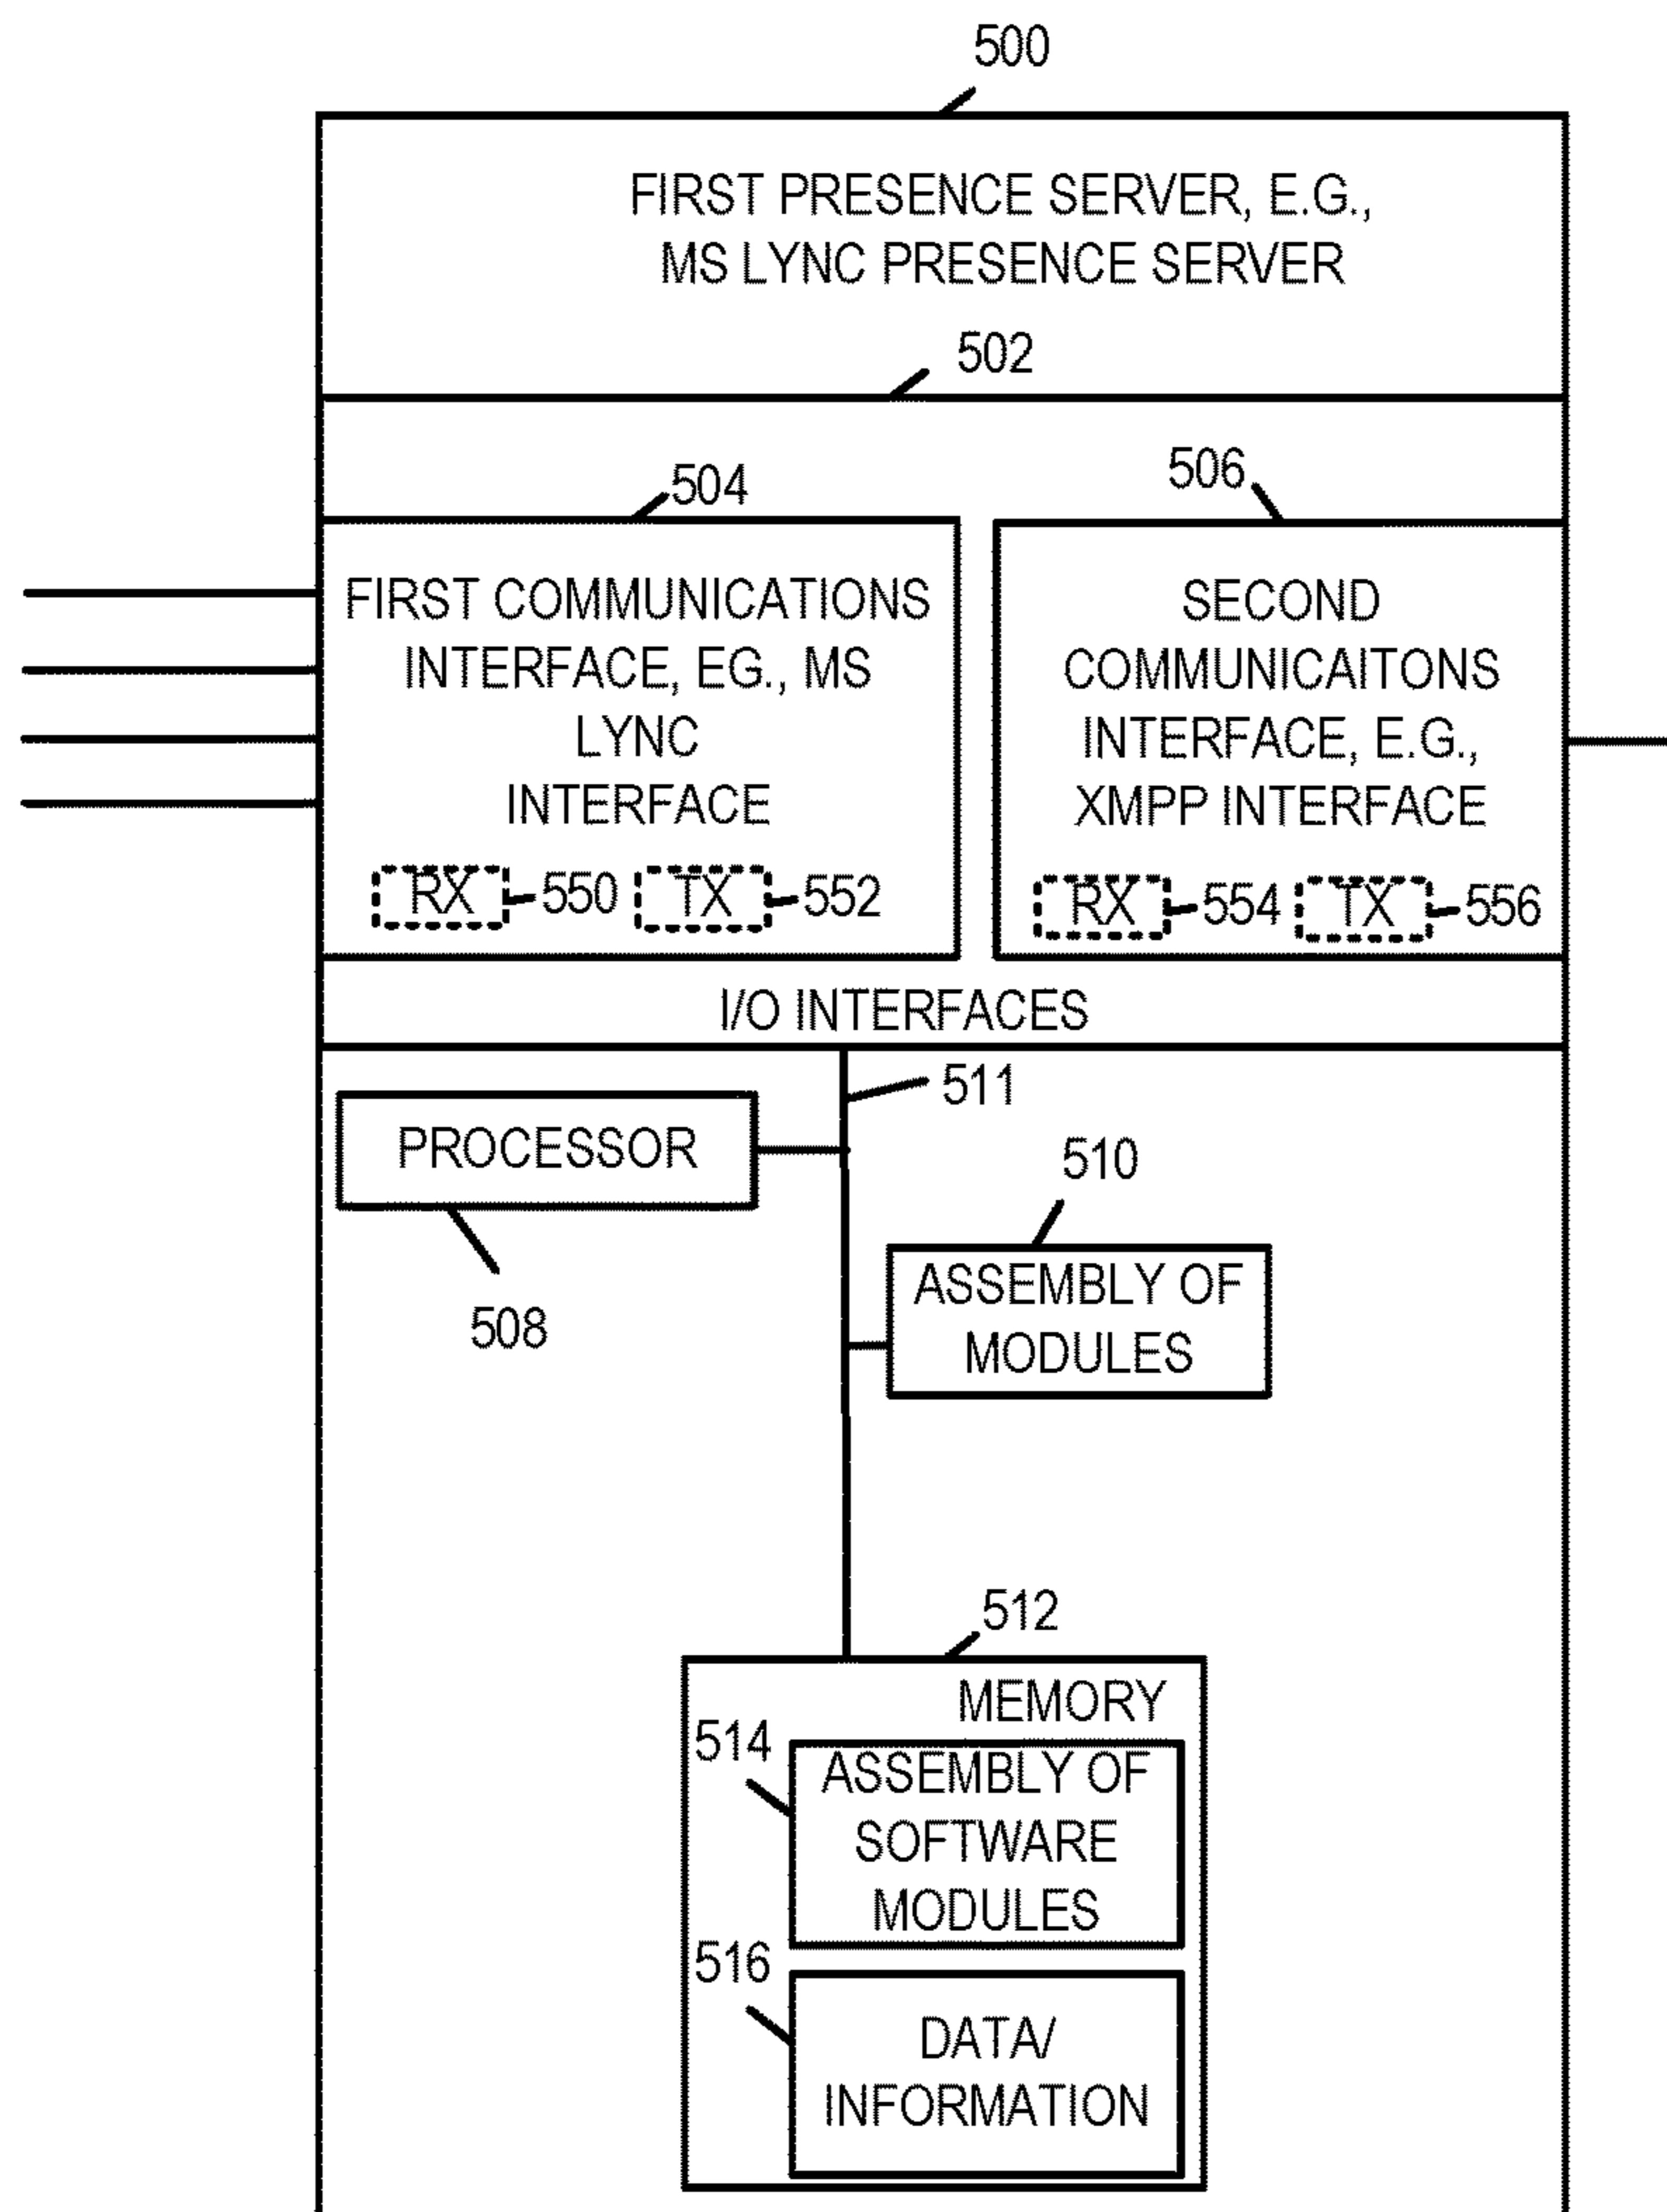 500
FIRST PRESENCE SERVER, E.G.,
MS LYNC PRESENCE SERVER
502
504
FIRST COMMUNICATIONS
INTERFACE, EG., MS
LYNC
INTERFACE
RX 550 TX 552
506
SECOND
COMMUNICAITONS
INTERFACE, E.G.,
XMPP INTERFACE
RX 554 TX 556
I/O INTERFACES
511
PROCESSOR
508
510
ASSEMBLY OF
MODULES
512
MEMORY
514
ASSEMBLY OF
SOFTWARE
MODULES
516
DATA/
INFORMATION